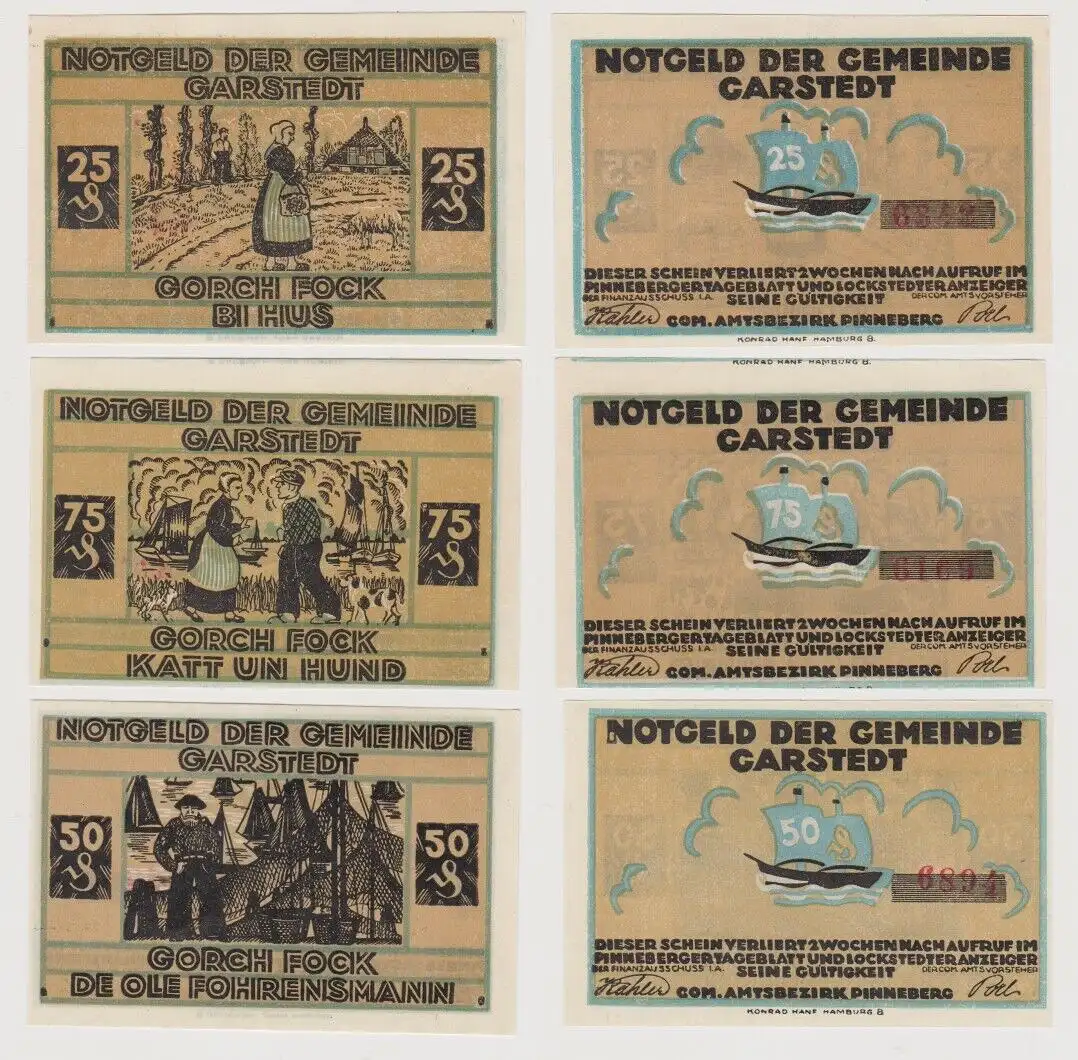 NOTGELD DER GEMEINDE
GARSTEDT
25 25
GORCH FOCK
BI HUS
NOTGELD DER GEMEINDE
GARSTEDT
25
DIESER SCHEIN VERLIERT 2 WOCHEN NACH AUFRUF IM
PINNEBERGER TAGEBLATT UND LOCKSTEDTER ANZEIGER
DER FINANZAUSSCHUSS I.A. SEINE GÜLTIGKEIT DER COM. AMTSVORSTEHER
COM. AMTSBEZIRK PINNEBERG
KONRAD HANF HAMBURG 8.
NOTGELD DER GEMEINDE
GARSTEDT
75 75
GORCH FOCK
KATT UN HUND
KONRAD HANF HAMBURG 8.
NOTGELD DER GEMEINDE
GARSTEDT
75
DIESER SCHEIN VERLIERT 2 WOCHEN NACH AUFRUF IM
PINNEBERGER TAGEBLATT UND LOCKSTEDTER ANZEIGER
DER FINANZAUSSCHUSS I.A. SEINE GÜLTIGKEIT DER COM. AMTSVORSTEHER
COM. AMTSBEZIRK PINNEBERG
NOTGELD DER GEMEINDE
GARSTEDT
50 50
GORCH FOCK
DE OLE FOHRENSMANN
NOTGELD DER GEMEINDE
GARSTEDT
50
6894
DIESER SCHEIN VERLIERT 2 WOCHEN NACH AUFRUF IM
PINNEBERGER TAGEBLATT UND LOCKSTEDTER ANZEIGER
DER FINANZAUSSCHUSS I.A. SEINE GÜLTIGKEIT DER COM. AMTSVORSTEHER
COM. AMTSBEZIRK PINNEBERG
KONRAD HANF HAMBURG 8